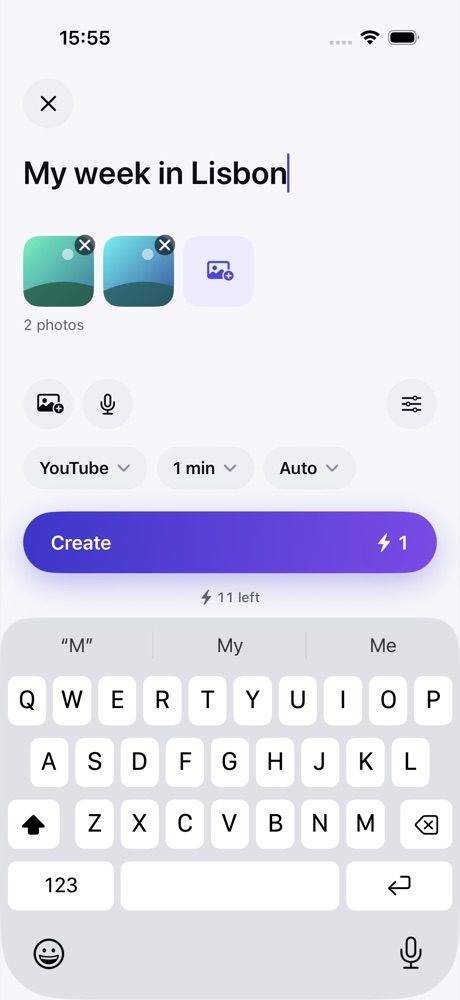 15:55
My week in Lisbon
2 photos
YouTube 1 min Auto
Create 1
11 left
“M” My Me
Q W E R T Y U I O P
A S D F G H J K L
Z X C V B N M
123